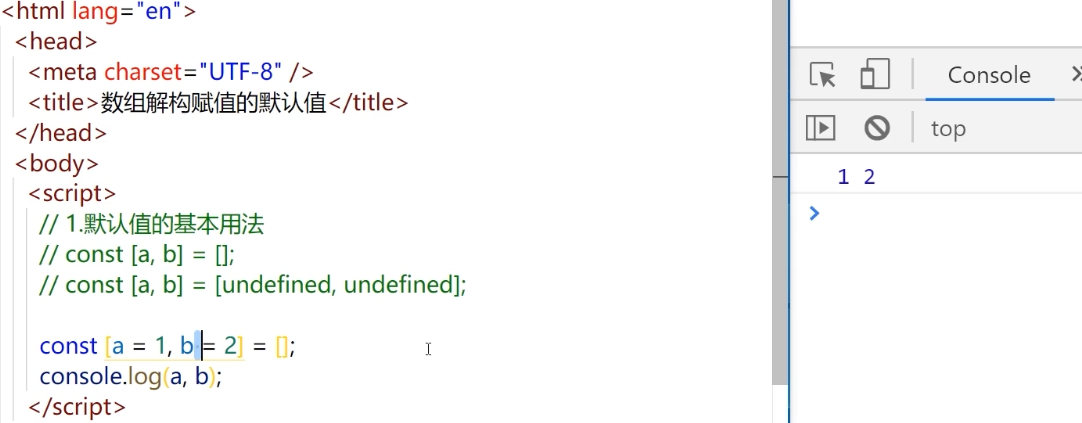 <html lang="en">
<head>
<meta charset="UTF-8" />
<title>数组解构赋值的默认值</title>
</head>
<body>
<script>
// 1.默认值的基本用法
// const [a, b] = [];
// const [a, b] = [undefined, undefined];
const [a = 1, b = 2] = [];
console.log(a, b);
</script>
Console
top
1 2